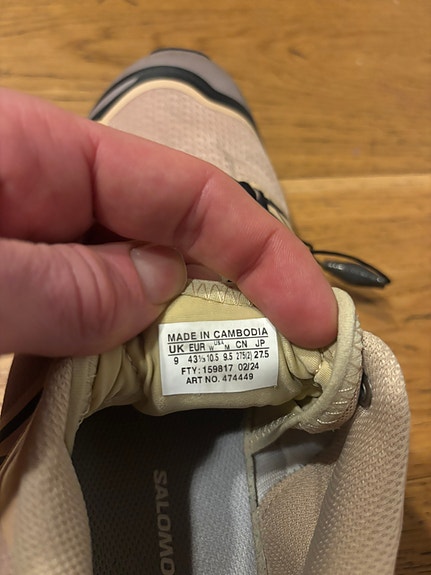 MADE IN CAMBODIA
UK EUR USA W M CN JP
9 43⅓ 10.5 9.5 275(2) 27.5
FTY: 159817 02/24
ART NO. 474449
SALOMO